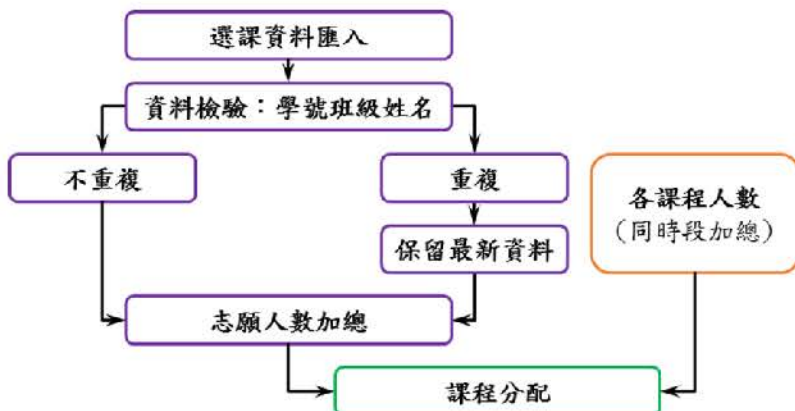 選課資料匯入
資料檢驗：學號班級姓名
不重複
重複
各課程人數
（同時段加總）
保留最新資料
志願人數加總
課程分配